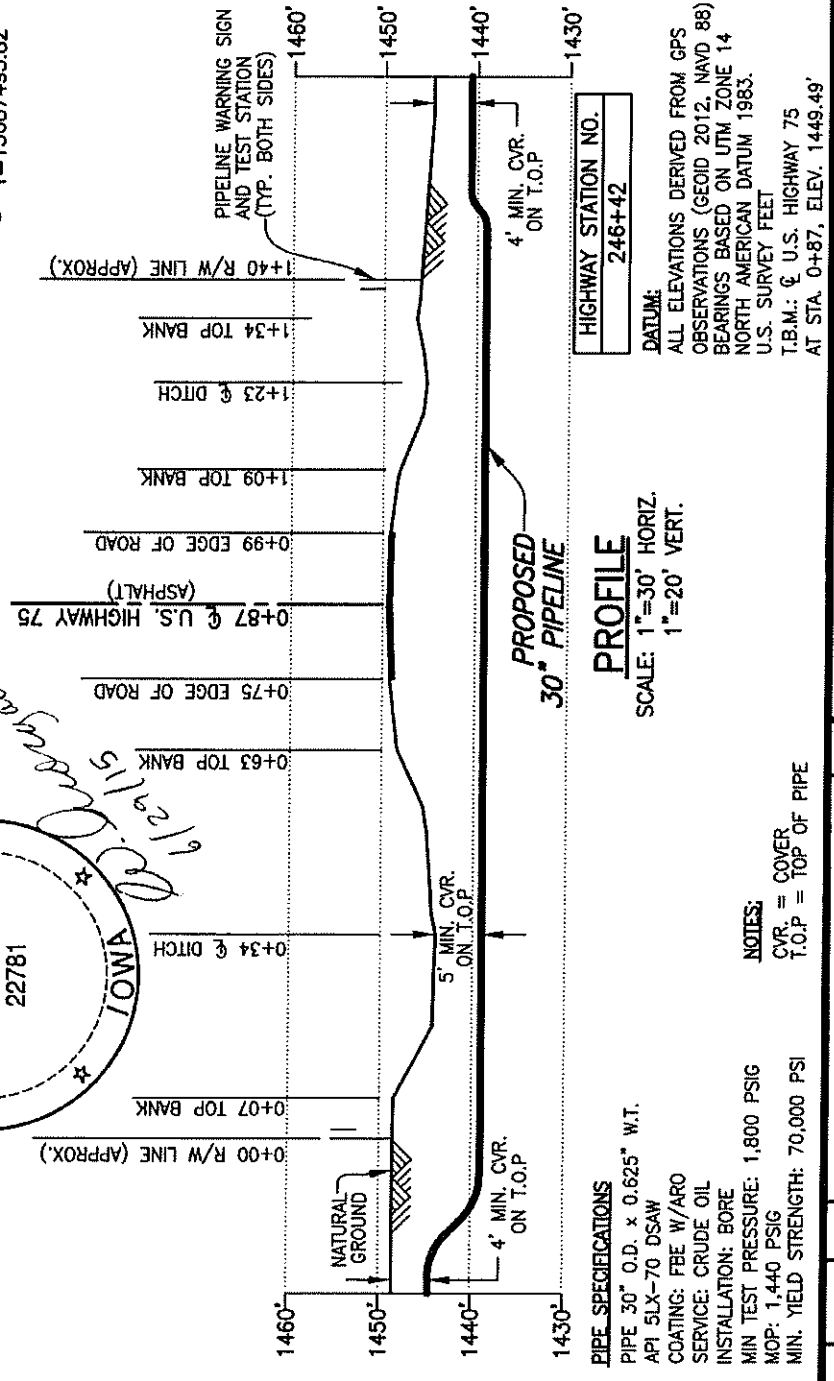 22781
IOWA
6/29/15
0+00 R/W LINE (APPROX.)
0+07 TOP BANK
0+34 ℄ DITCH
0+63 TOP BANK
0+75 EDGE OF ROAD
0+87 ℄ U.S. HIGHWAY 75
(ASPHALT)
0+99 EDGE OF ROAD
1+09 TOP BANK
1+23 ℄ DITCH
1+34 TOP BANK
1+40 R/W LINE (APPROX.)
PIPELINE WARNING SIGN
AND TEST STATION
(TYP. BOTH SIDES)
1460'
1450'
1440'
1430'
1460'
1450'
1440'
1430'
NATURAL
GROUND
4' MIN. CVR.
ON T.O.P
5' MIN. CVR.
ON T.O.P
4' MIN. CVR.
ON T.O.P
PROPOSED
30" PIPELINE
PROFILE
SCALE: 1"=30' HORIZ.
1"=20' VERT.
PIPE SPECIFICATIONS
PIPE 30" O.D. x 0.625" W.T.
API 5LX-70 DSAW
COATING: FBE W/ARO
SERVICE: CRUDE OIL
INSTALLATION: BORE
MIN TEST PRESSURE: 1,800 PSIG
MOP: 1,440 PSIG
MIN. YIELD STRENGTH: 70,000 PSI
NOTES:
CVR. = COVER
T.O.P = TOP OF PIPE
HIGHWAY STATION NO.
246+42
DATUM:
ALL ELEVATIONS DERIVED FROM GPS
OBSERVATIONS (GEOID 2012, NAVD 88)
BEARINGS BASED ON UTM ZONE 14
NORTH AMERICAN DATUM 1983.
U.S. SURVEY FEET
T.B.M.: ℄ U.S. HIGHWAY 75
AT STA. 0+87, ELEV. 1449.49'